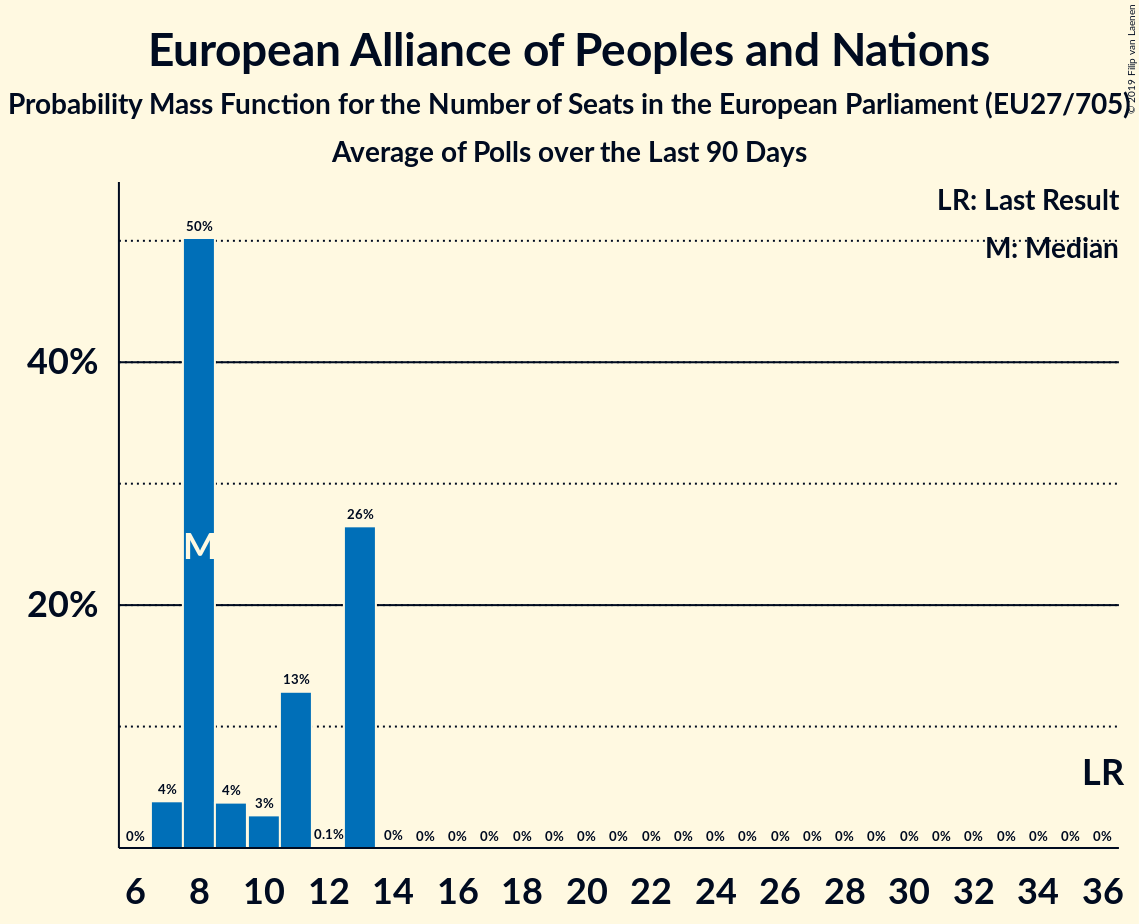 European Alliance of Peoples and Nations
Probability Mass Function for the Number of Seats in the European Parliament (EU27/705)
Average of Polls over the Last 90 Days
© 2019 Filip van Laenen
LR: Last Result
M: Median
50%
40%
26%
M
20%
13%
LR
4%
4%
3%
0%
0.1%
0% 0% 0% 0% 0% 0% 0% 0% 0% 0% 0% 0% 0% 0% 0% 0% 0% 0% 0% 0% 0% 0% 0%
6 8 10 12 14 16 18 20 22 24 26 28 30 32 34 36